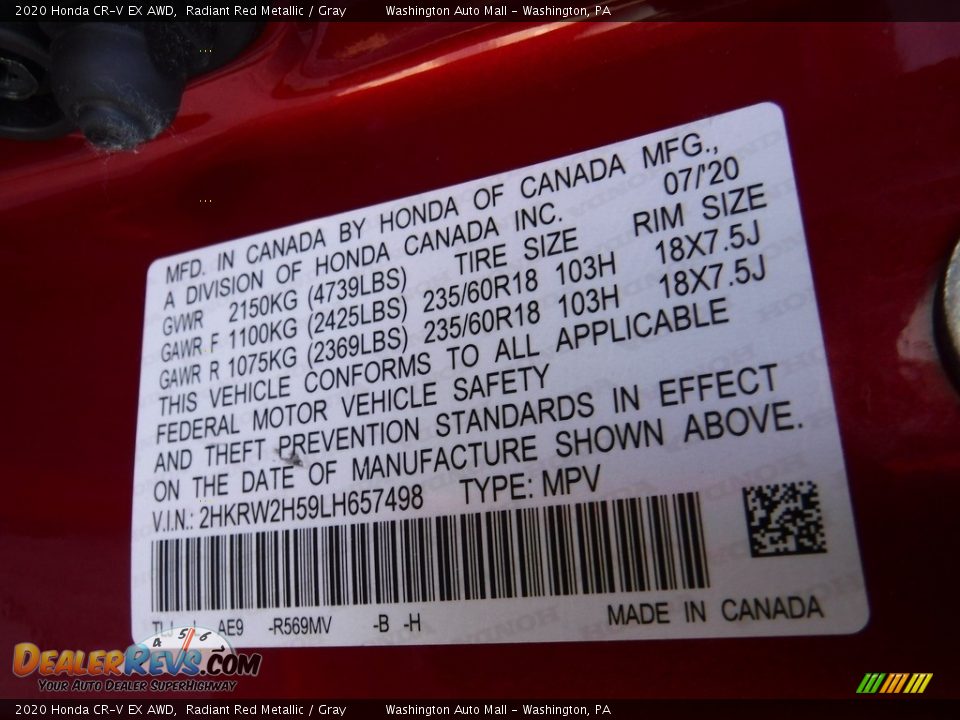 2020 Honda CR-V EX AWD,  Radiant Red Metallic / Gray    Washington Auto Mall - Washington, PA
MFD. IN CANADA BY HONDA OF CANADA MFG.,
A DIVISION OF HONDA CANADA INC.    07/'20
GVWR  2150KG (4739LBS)    TIRE SIZE    RIM SIZE
GAWR F 1100KG (2425LBS)  235/60R18  103H    18X7.5J
GAWR R 1075KG (2369LBS)  235/60R18  103H    18X7.5J
THIS VEHICLE CONFORMS TO ALL APPLICABLE
FEDERAL MOTOR VEHICLE SAFETY
AND THEFT PREVENTION STANDARDS IN EFFECT
ON THE DATE OF MANUFACTURE SHOWN ABOVE.
V.I.N.: 2HKRW2H59LH657498    TYPE: MPV
AE9  -R569MV  -B -H    MADE IN CANADA
4 5 6
DEALERREVS.COM
Your Auto Dealer SuperHighway
2020 Honda CR-V EX AWD,  Radiant Red Metallic / Gray    Washington Auto Mall - Washington, PA